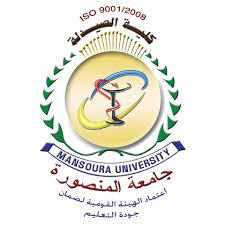 ISO 9001/2008
كلية الصيدلة
MANSOURA UNIVERSITY
جامعة المنصورة
اعتماد الهيئة القومية لضمان
جودة التعليم